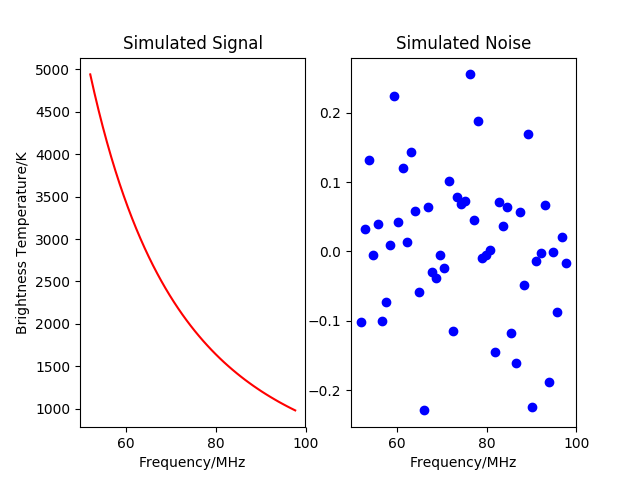 Simulated Signal
5000
4500
4000
3500
3000
2500
2000
1500
1000
Brightness Temperature/K
60 80 100
Frequency/MHz
Simulated Noise
0.2
0.1
0.0
−0.1
−0.2
60 80 100
Frequency/MHz